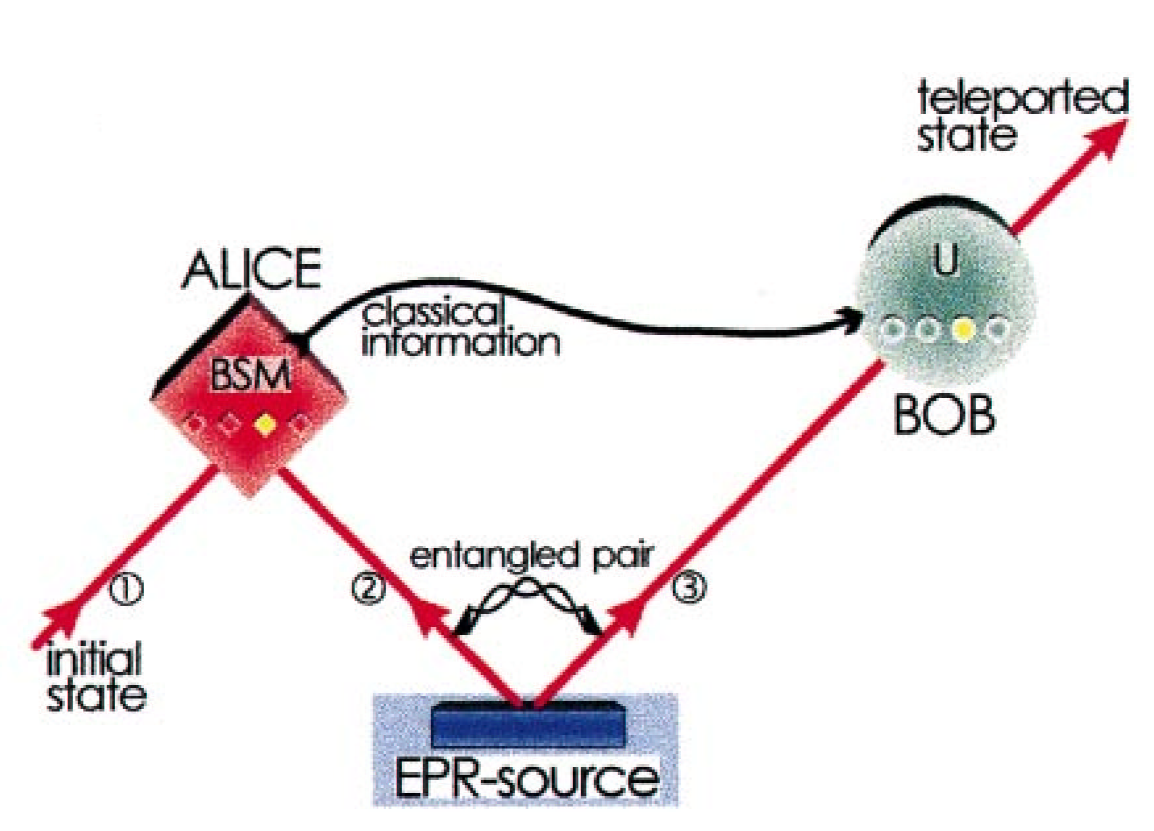 teleported
state
ALICE
U
classical
information
BSM
BOB
entangled pair
①
②
③
initial
state
EPR-source